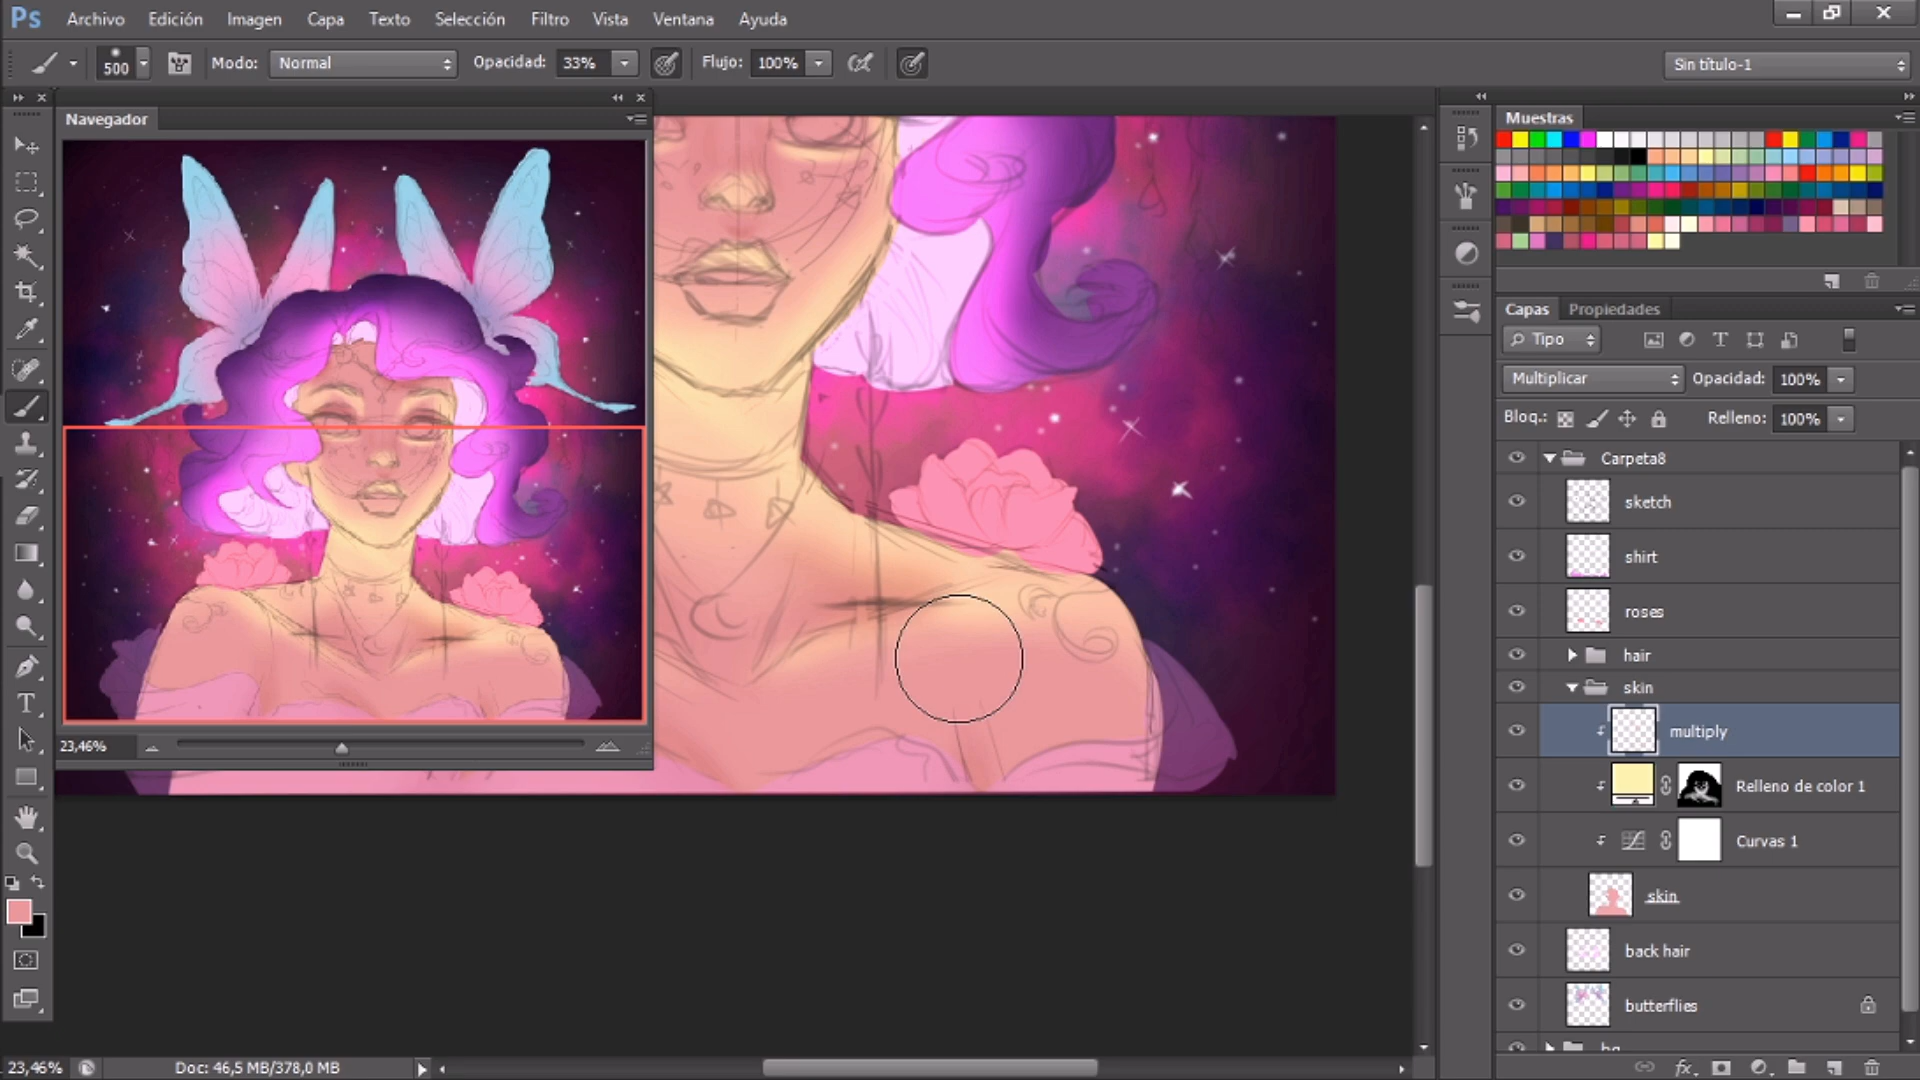 Ps Archivo Edición Imagen Capa Texto Selección Filtro Vista Ventana Ayuda
500 Modo: Normal Opacidad: 33% Flujo: 100% Sin título-1
Navegador
23,46%
Muestras
Capas Propiedades
Tipo
Multiplicar Opacidad: 100%
Bloq.: Relleno: 100%
Carpeta8
sketch
shirt
roses
hair
skin
multiply
Relleno de color 1
Curvas 1
skin
back hair
butterflies
23,46% Doc: 46,5 MB/378,0 MB
fx